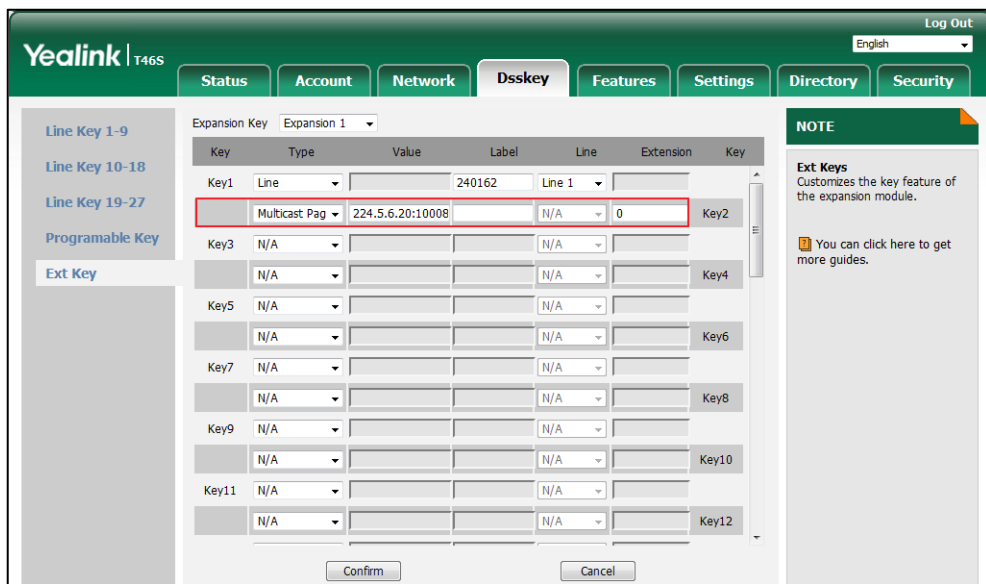 Log Out
Yealink T46S
English
Status Account Network Dsskey Features Settings Directory Security
Line Key 1-9
Line Key 10-18
Line Key 19-27
Programable Key
Ext Key
Expansion Key Expansion 1
Key Type Value Label Line Extension Key
Key1 Line 240162 Line 1
Multicast Pag 224.5.6.20:10008 N/A 0 Key2
Key3 N/A N/A
N/A N/A Key4
Key5 N/A N/A
N/A N/A Key6
Key7 N/A N/A
N/A N/A Key8
Key9 N/A N/A
N/A N/A Key10
Key11 N/A N/A
N/A N/A Key12
Confirm Cancel
NOTE
Ext Keys
Customizes the key feature of
the expansion module.
You can click here to get
more guides.